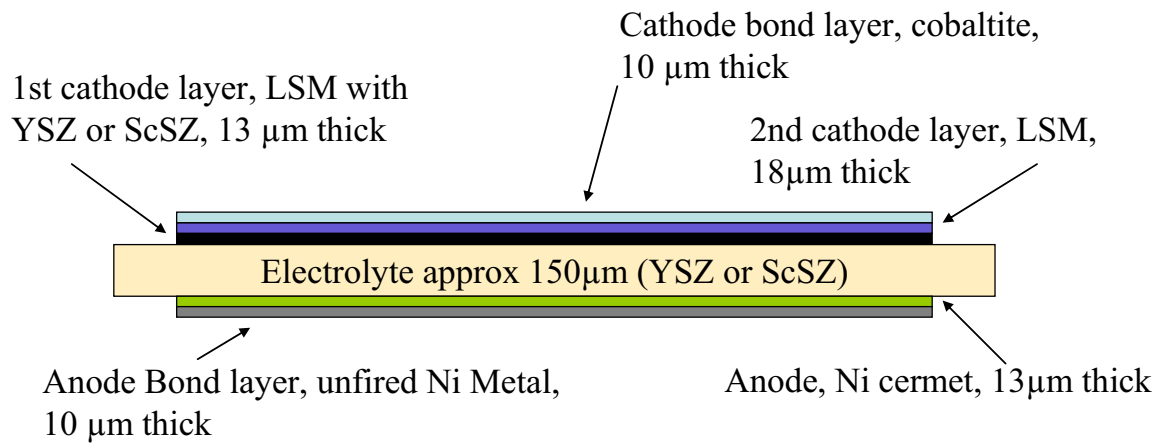 Cathode bond layer, cobaltite,
10 µm thick
1st cathode layer, LSM with
YSZ or ScSZ, 13 µm thick
2nd cathode layer, LSM,
18µm thick
Electrolyte approx 150µm (YSZ or ScSZ)
Anode Bond layer, unfired Ni Metal,
10 µm thick
Anode, Ni cermet, 13µm thick